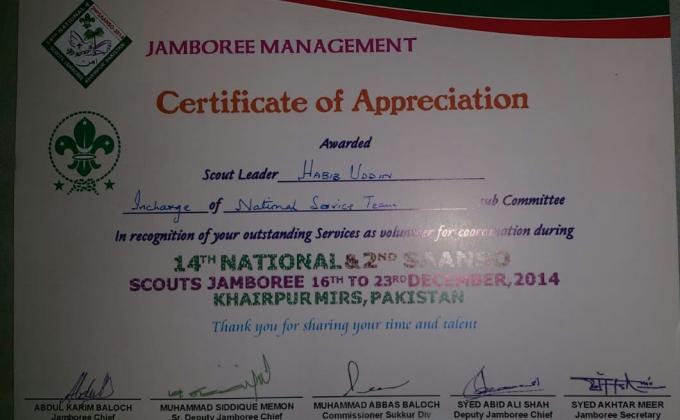 JAMBOREE MANAGEMENT
Certificate of Appreciation
Awarded
Scout Leader Habib Uddin
Incharge of National Service Team sub Committee
In recognition of your outstanding Services as volunteer for coordination during
14TH NATIONAL & 2ND SAANSO
SCOUTS JAMBOREE 16TH TO 23RD DECEMBER, 2014
KHAIRPUR MIRS, PAKISTAN
Thank you for sharing your time and talent
ABDUL KARIM BALOCH
Jamboree Chief
MUHAMMAD SIDDIQUE MEMON
Sr. Deputy Jamboree Chief
MUHAMMAD ABBAS BALOCH
Commissioner Sukkur Div
SYED ABID ALI SHAH
Deputy Jamboree Chief
SYED AKHTAR MEER
Jamboree Secretary